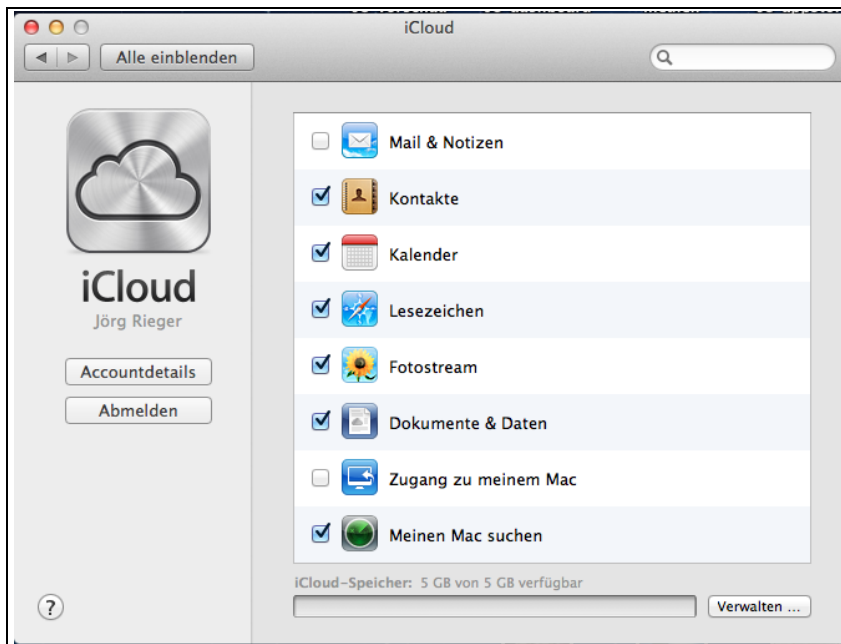 iCloud
Alle einblenden
Mail & Notizen
Kontakte
Kalender
Lesezeichen
Fotostream
Dokumente & Daten
Zugang zu meinem Mac
Meinen Mac suchen
iCloud
Jörg Rieger
Accountdetails
Abmelden
iCloud-Speicher: 5 GB von 5 GB verfügbar
Verwalten ...
?